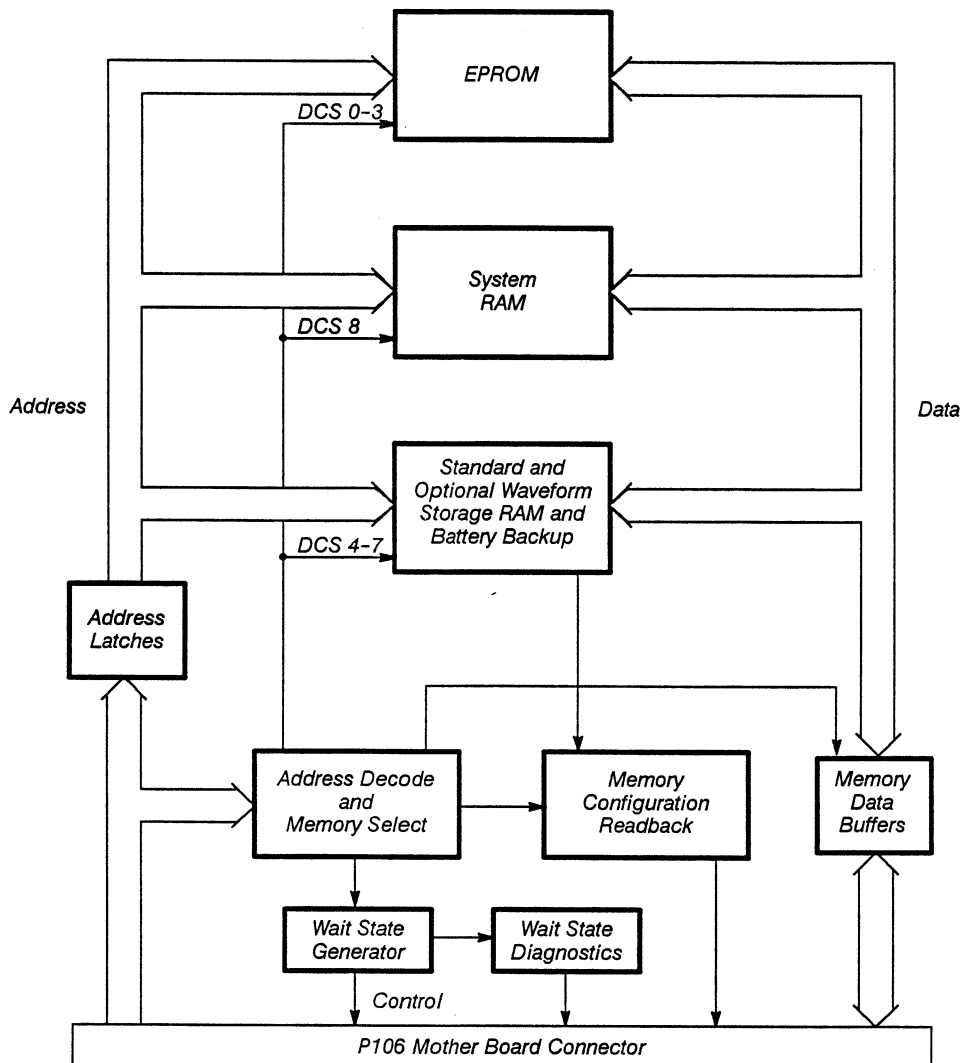 EPROM
DCS 0-3
System
RAM
DCS 8
Address
Data
Standard and
Optional Waveform
Storage RAM and
Battery Backup
DCS 4-7
Address
Latches
Address Decode
and
Memory Select
Memory
Configuration
Readback
Memory
Data
Buffers
Wait State
Generator
Wait State
Diagnostics
Control
P106 Mother Board Connector